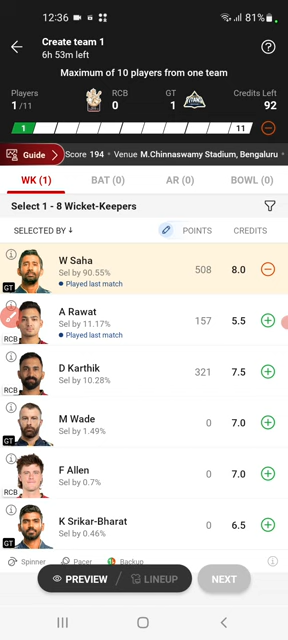 12:36 81%
Create team 1
6h 53m left
Maximum of 10 players from one team
Players RCB GT Credits Left
1/11 0 1 TITANS 92
1 11
Guide Score 194 • Venue M.Chinnaswamy Stadium, Bengaluru •
WK (1) BAT (0) AR (0) BOWL (0)
Select 1 - 8 Wicket-Keepers
SELECTED BY ↓ POINTS CREDITS
W Saha
Sel by 90.55%
• Played last match
508 8.0
GT
A Rawat
Sel by 11.17%
• Played last match
157 5.5
RCB
D Karthik
Sel by 10.28%
321 7.5
RCB
M Wade
Sel by 1.49%
0 7.0
GT
F Allen
Sel by 0.7%
0 7.0
RCB
K Srikar-Bharat
Sel by 0.46%
0 6.5
GT
Spinner Pacer Backup
PREVIEW / LINEUP NEXT